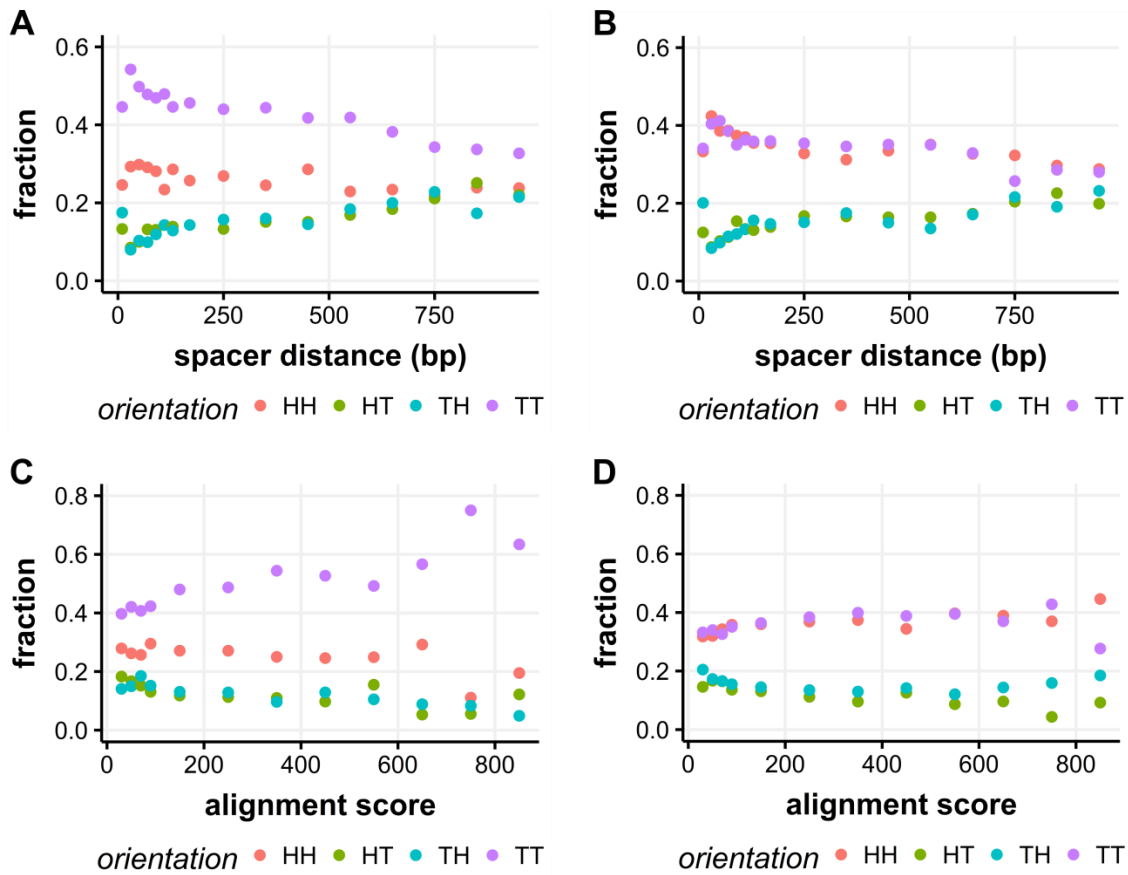 A
0.6
0.4
0.2
0.0
fraction
0 250 500 750
spacer distance (bp)
orientation HH HT TH TT
B
0.6
0.4
0.2
0.0
fraction
0 250 500 750
spacer distance (bp)
orientation HH HT TH TT
C
0.8
0.6
0.4
0.2
0.0
fraction
0 200 400 600 800
alignment score
orientation HH HT TH TT
D
0.8
0.6
0.4
0.2
0.0
fraction
0 200 400 600 800
alignment score
orientation HH HT TH TT